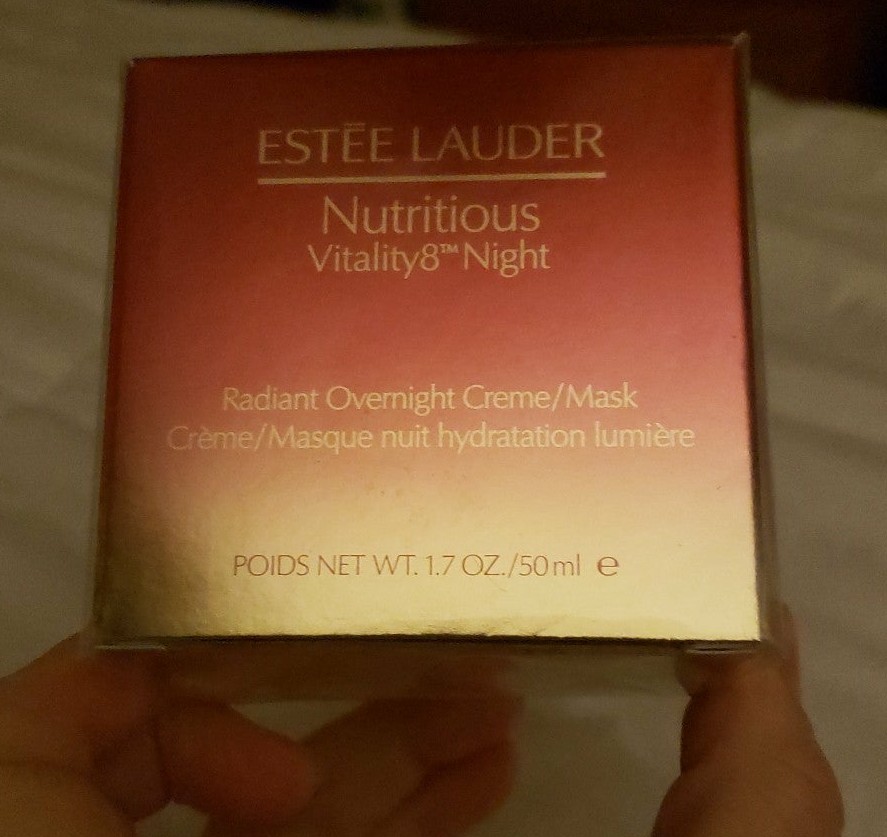 ESTĒE LAUDER
Nutritious
Vitality8™ Night
Radiant Overnight Creme/Mask
Crème/Masque nuit hydratation lumière
POIDS NET WT. 1.7 OZ./50 ml ℮